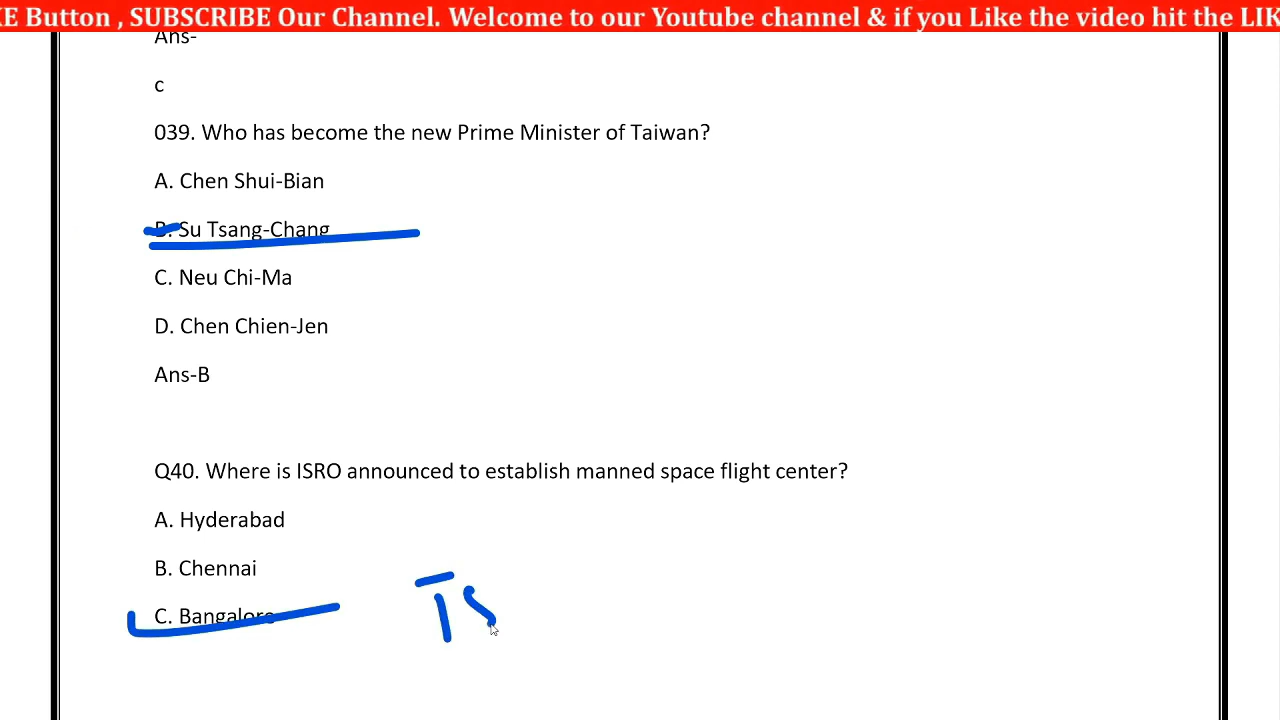 KE Button , SUBSCRIBE Our Channel. Welcome to our Youtube channel & if you Like the video hit the LIK
Ans-
c
039. Who has become the new Prime Minister of Taiwan?
A. Chen Shui-Bian
B. Su Tsang-Chang
C. Neu Chi-Ma
D. Chen Chien-Jen
Ans-B
Q40. Where is ISRO announced to establish manned space flight center?
A. Hyderabad
B. Chennai
C. Bangalore
IS